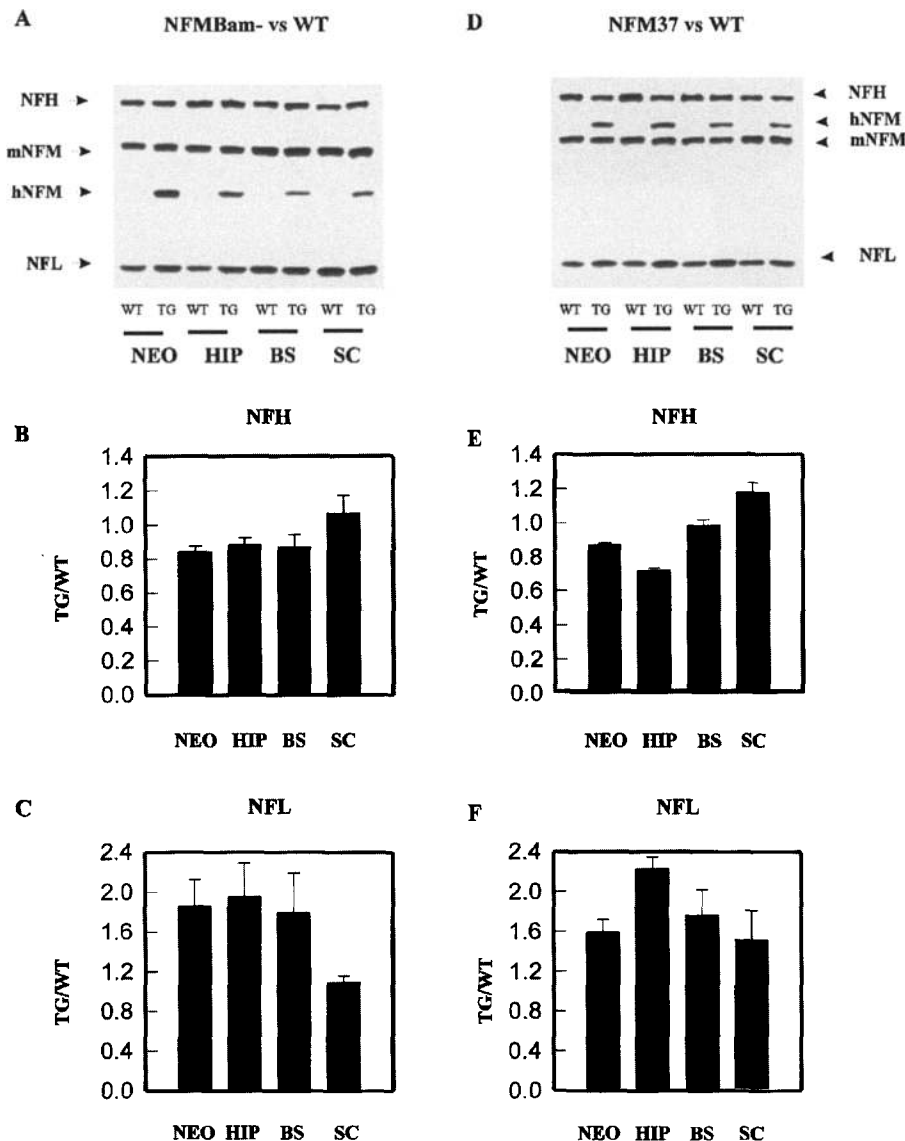 A
NFMBam- vs WT
NFH
mNFM
hNFM
NFL
WT TG WT TG WT TG WT TG
NEO HIP BS SC
D
NFM37 vs WT
NFH
hNFM
mNFM
NFL
WT TG WT TG WT TG WT TG
NEO HIP BS SC
B
NFH
TG/WT
1.4
1.2
1.0
0.8
0.6
0.4
0.2
0.0
NEO HIP BS SC
E
NFH
TG/WT
1.4
1.2
1.0
0.8
0.6
0.4
0.2
0.0
NEO HIP BS SC
C
NFL
TG/WT
2.4
2.0
1.6
1.2
0.8
0.4
0.0
NEO HIP BS SC
F
NFL
TG/WT
2.4
2.0
1.6
1.2
0.8
0.4
0.0
NEO HIP BS SC